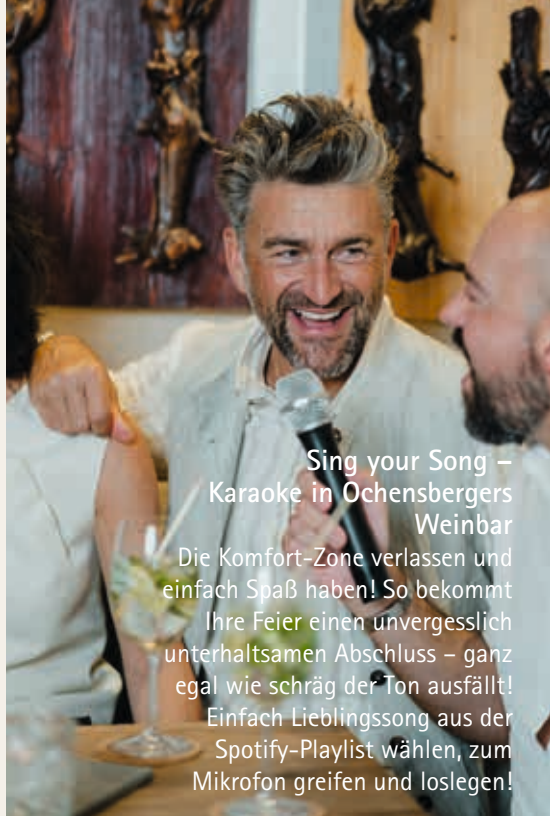 Sing your Song –
Karaoke in Ochensbergers
Weinbar
Die Komfort-Zone verlassen und
einfach Spaß haben! So bekommt
Ihre Feier einen unvergesslich
unterhaltsamen Abschluss – ganz
egal wie schräg der Ton ausfällt!
Einfach Lieblingssong aus der
Spotify-Playlist wählen, zum
Mikrofon greifen und loslegen!